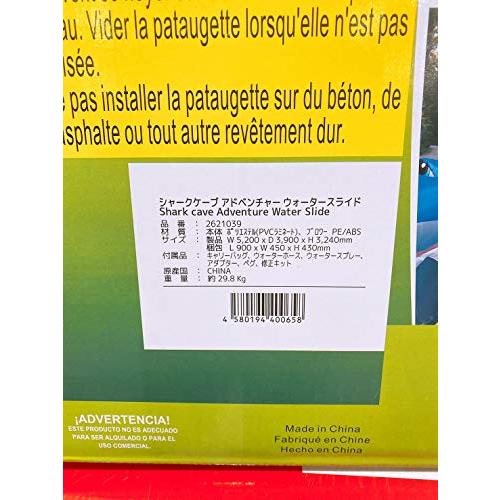 au. Vider la pataugette lorsqu'elle n'est pas
isée.
pas installer la pataugette sur du béton, de
asphalte ou tout autre revêtement dur.
シャークケーブ アドベンチャー ウォータースライド
Shark cave Adventure Water Slide
品 番 : 2621039
材 質 : 本体 ポリエステル(PVCラミネート)、ブロワー PE/ABS
サイズ : 製品 W 5,200 x D 3,900 x H 3,240mm
梱包 L 900 x W 450 x H 430mm
付属品 : キャリーバッグ、ウォーターホース、ウォータースプレー、
アダプター、ペグ、修正キット
原産国 : CHINA
重 量 : 約 29.8 Kg
4 580194 400658
¡ADVERTENCIA!
ESTE PRODUCTO NO ES ADECUADO
PARA SER ALQUILADO O PARA EL
USO COMERCIAL.
Made in China
Fabriqué en Chine
Hecho en China